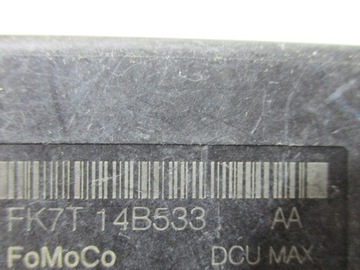 FK7T 14B533 AA
FoMoCo DCU MAX